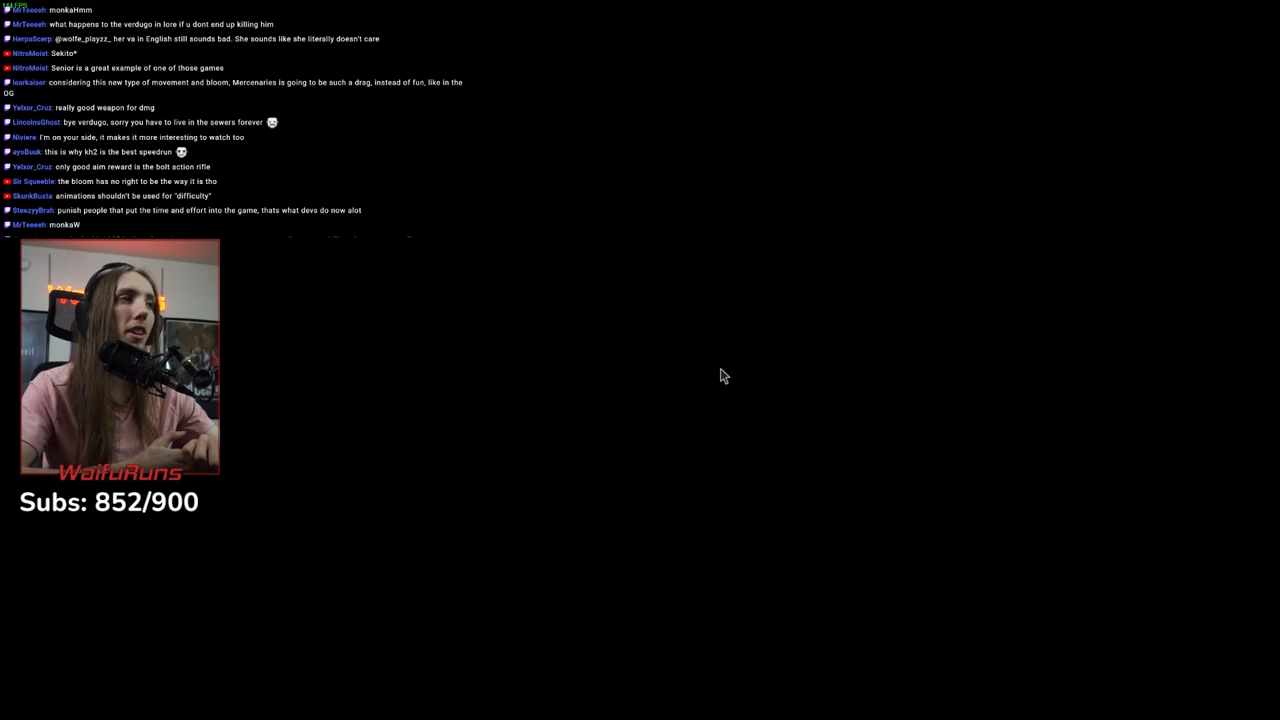 144 FPS
MrTeeeeh: monkaHmm
MrTeeeeh: what happens to the verdugo in lore if u dont end up killing him
HerpaScerp: @wolfe_playzz_ her va in English still sounds bad. She sounds like she literally doesn't care
NitroMoist: Sekito*
NitroMoist: Senior is a great example of one of those games
learkaiser: considering this new type of movement and bloom, Mercenaries is going to be such a drag, instead of fun, like in the
OG
Yelxor_Cruz: really good weapon for dmg
LincolnsGhost: bye verdugo, sorry you have to live in the sewers forever
Niviere: I'm on your side, it makes it more interesting to watch too
ayoBuuk: this is why kh2 is the best speedrun
Yelxor_Cruz: only good aim reward is the bolt action rifle
Sir Squeeble: the bloom has no right to be the way it is tho
SkunkBusta: animations shouldn't be used for "difficulty"
SteezyyBrah: punish people that put the time and effort into the game, thats what devs do now alot
MrTeeeeh: monkaW
WaifuRuns
Subs: 852/900